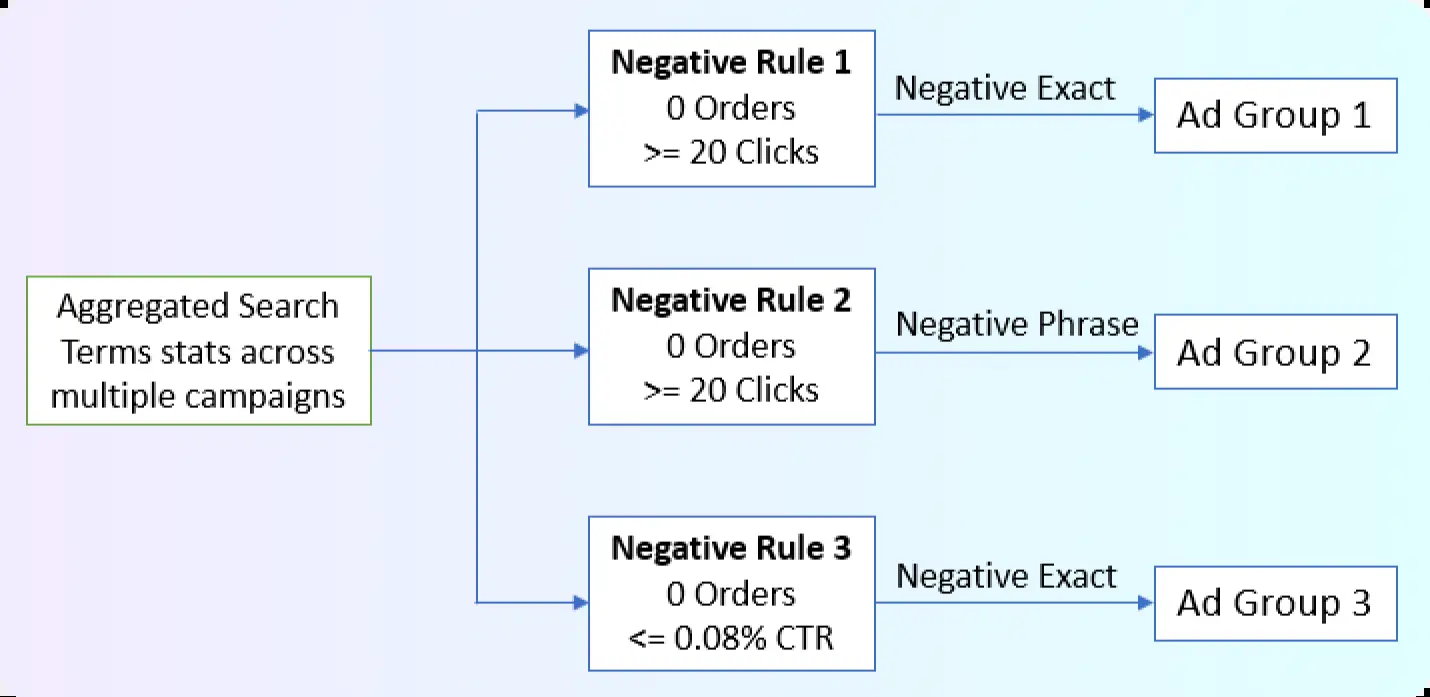 Negative Rule 1
0 Orders
>= 20 Clicks
Negative Exact
Ad Group 1
Aggregated Search
Terms stats across
multiple campaigns
Negative Rule 2
0 Orders
>= 20 Clicks
Negative Phrase
Ad Group 2
Negative Rule 3
0 Orders
<= 0.08% CTR
Negative Exact
Ad Group 3